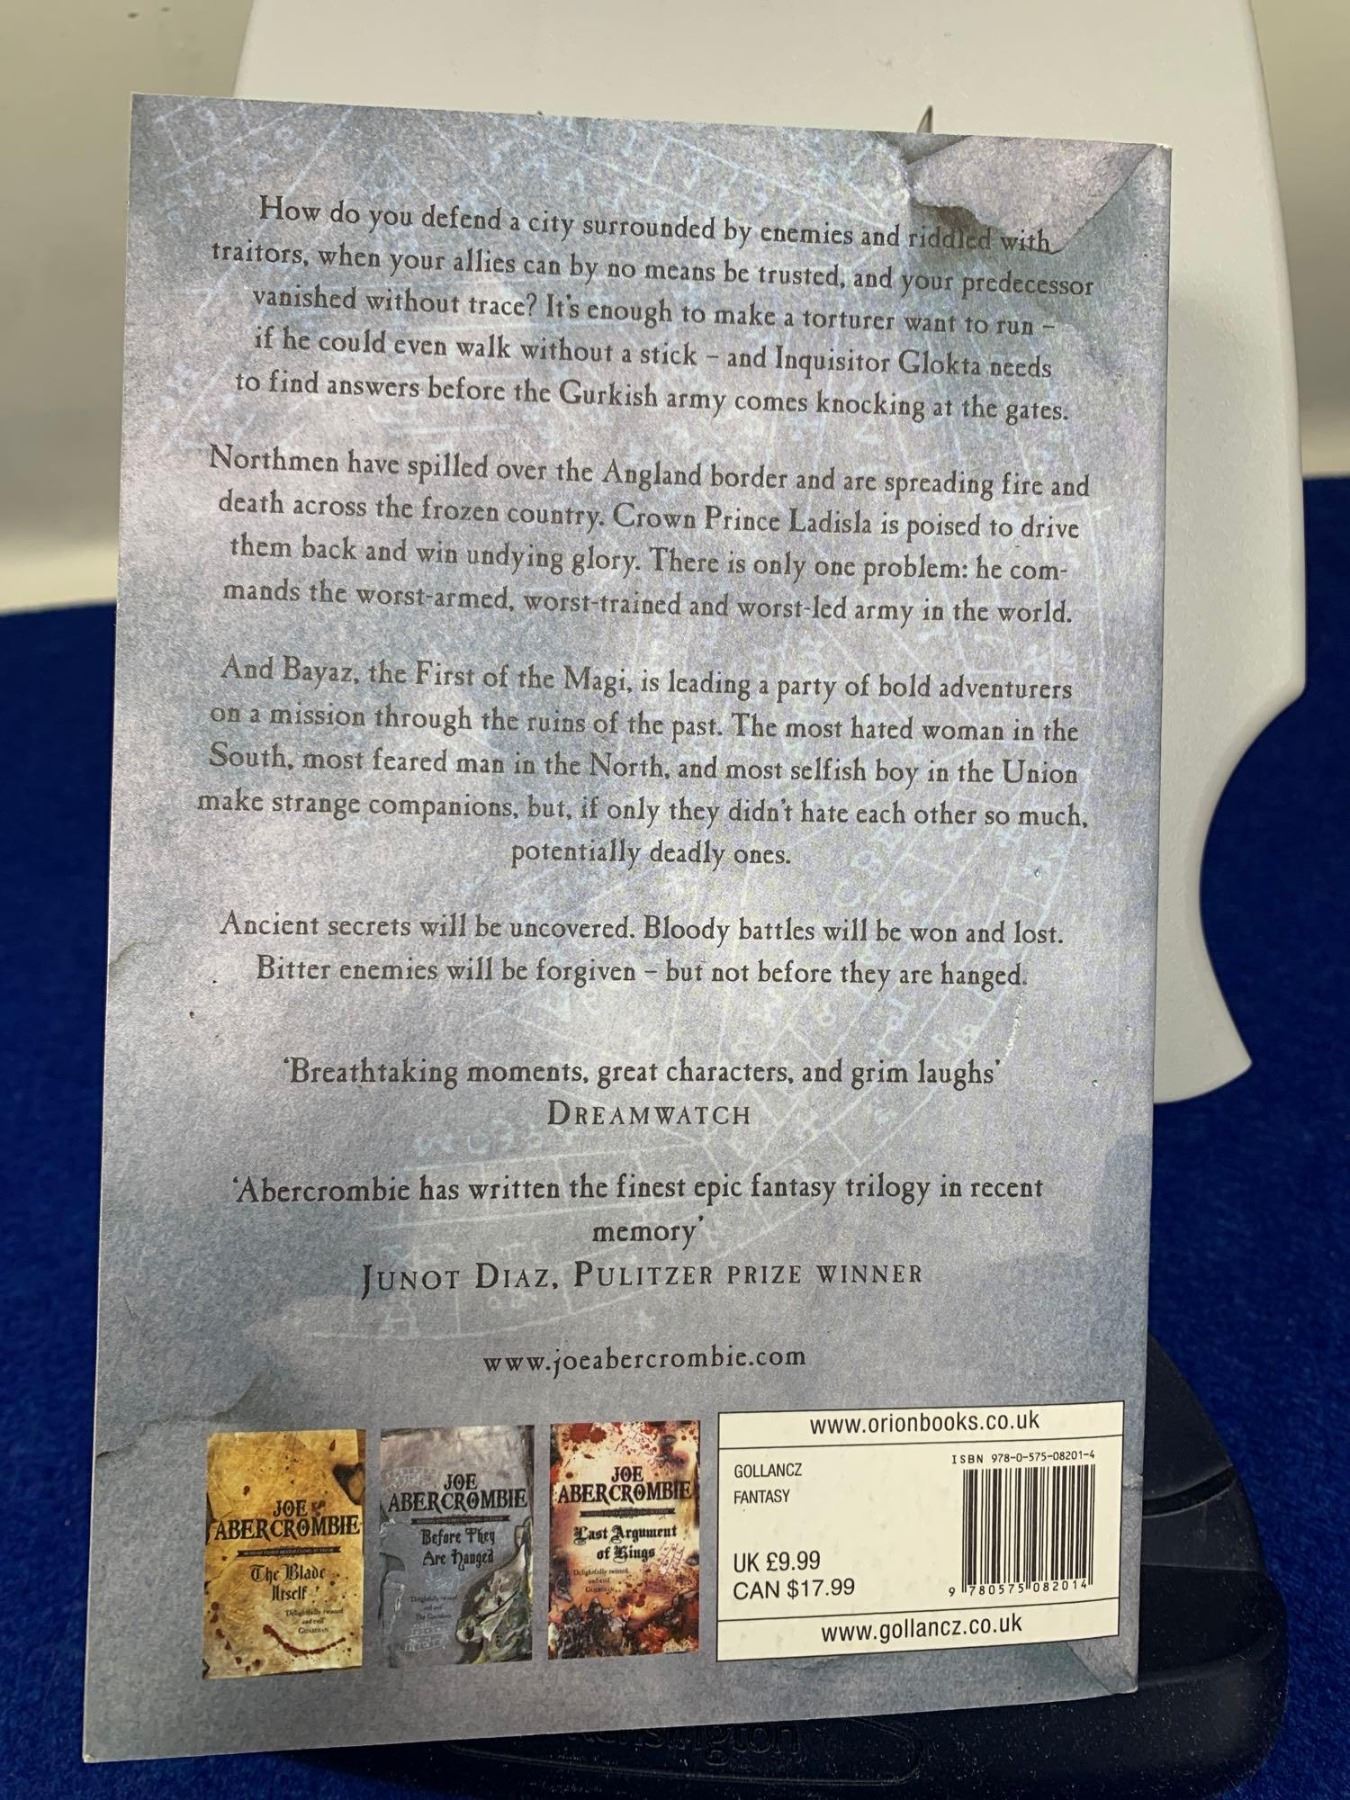 How do you defend a city surrounded by enemies and riddled with
traitors, when your allies can by no means be trusted, and your predecessor
vanished without trace? It's enough to make a torturer want to run –
if he could even walk without a stick – and Inquisitor Glokta needs
to find answers before the Gurkish army comes knocking at the gates.
Northmen have spilled over the Angland border and are spreading fire and
death across the frozen country. Crown Prince Ladisla is poised to drive
them back and win undying glory. There is only one problem: he com-
mands the worst-armed, worst-trained and worst-led army in the world.
And Bayaz, the First of the Magi, is leading a party of bold adventurers
on a mission through the ruins of the past. The most hated woman in the
South, most feared man in the North, and most selfish boy in the Union
make strange companions, but, if only they didn't hate each other so much,
potentially deadly ones.
Ancient secrets will be uncovered. Bloody battles will be won and lost.
Bitter enemies will be forgiven – but not before they are hanged.
'Breathtaking moments, great characters, and grim laughs'
DREAMWATCH
'Abercrombie has written the finest epic fantasy trilogy in recent
memory'
JUNOT DIAZ, PULITZER PRIZE WINNER
www.joeabercrombie.com
JOE
ABERCROMBIE
The Blade
Itself
JOE
ABERCROMBIE
Before They
Are Hanged
JOE
ABERCROMBIE
Last Argument
of Kings
www.orionbooks.co.uk
GOLLANCZ
FANTASY
ISBN 978-0-575-08201-4
UK £9.99
CAN $17.99
9 780575 082014
www.gollancz.co.uk
Kensington